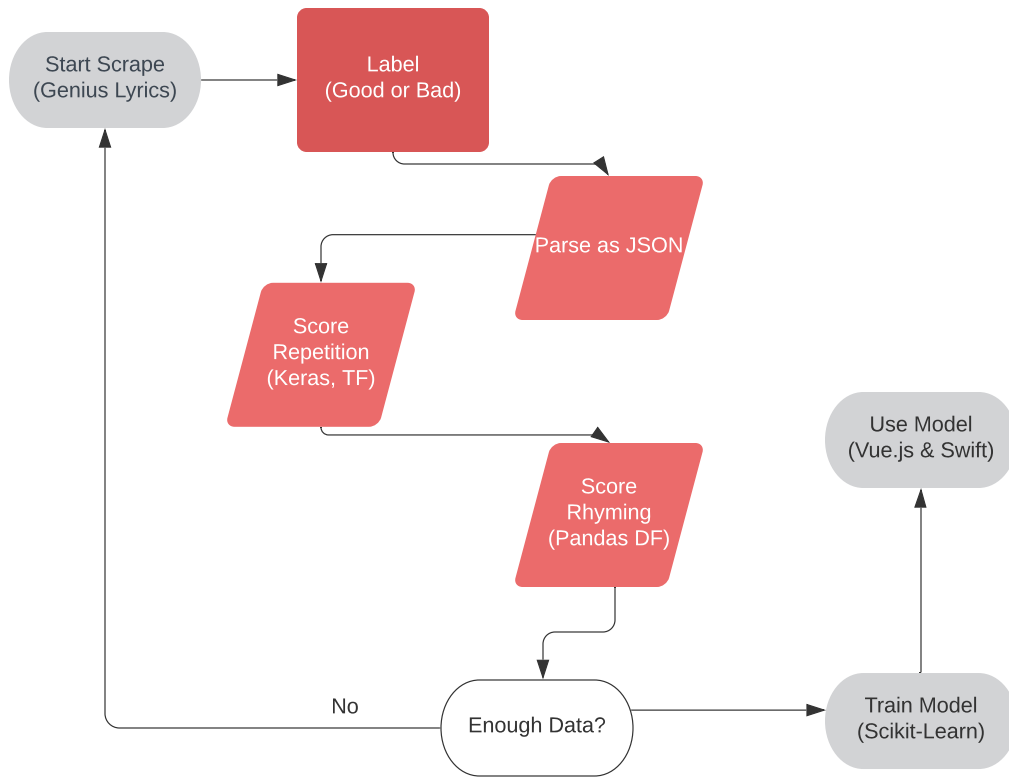 Start Scrape
(Genius Lyrics)
Label
(Good or Bad)
Parse as JSON
Score
Repetition
(Keras, TF)
Score
Rhyming
(Pandas DF)
Use Model
(Vue.js & Swift)
No
Enough Data?
Train Model
(Scikit-Learn)